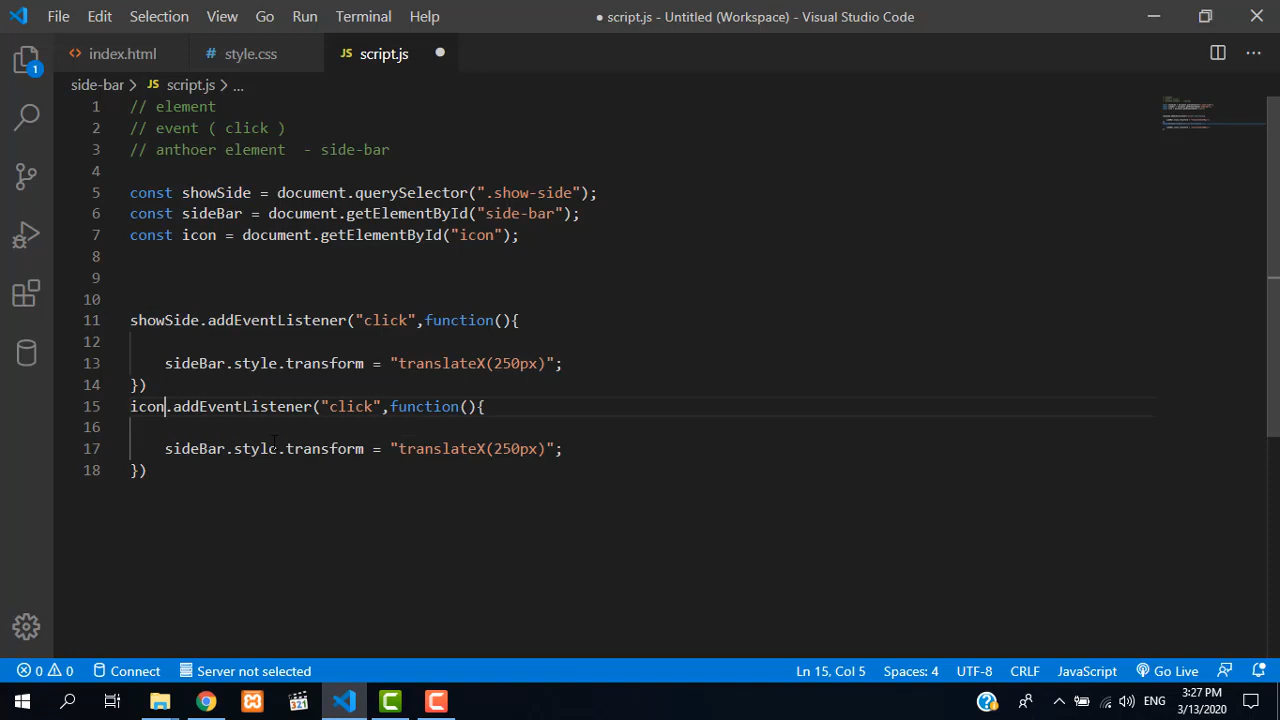 File Edit Selection View Go Run Terminal Help ● script.js - Untitled (Workspace) - Visual Studio Code
<> index.html # style.css JS script.js ●
side-bar > JS script.js > ...
1 // element
2 // event ( click )
3 // anthoer element  - side-bar
4
5 const showSide = document.querySelector(".show-side");
6 const sideBar = document.getElementById("side-bar");
7 const icon = document.getElementById("icon");
8
9
10
11 showSide.addEventListener("click",function(){
12
13     sideBar.style.transform = "translateX(250px)";
14 })
15 icon.addEventListener("click",function(){
16
17     sideBar.style.transform = "translateX(250px)";
18 })
1
0 0 Connect Server not selected Ln 15, Col 5 Spaces: 4 UTF-8 CRLF JavaScript Go Live
321 ENG 3:27 PM
3/13/2020